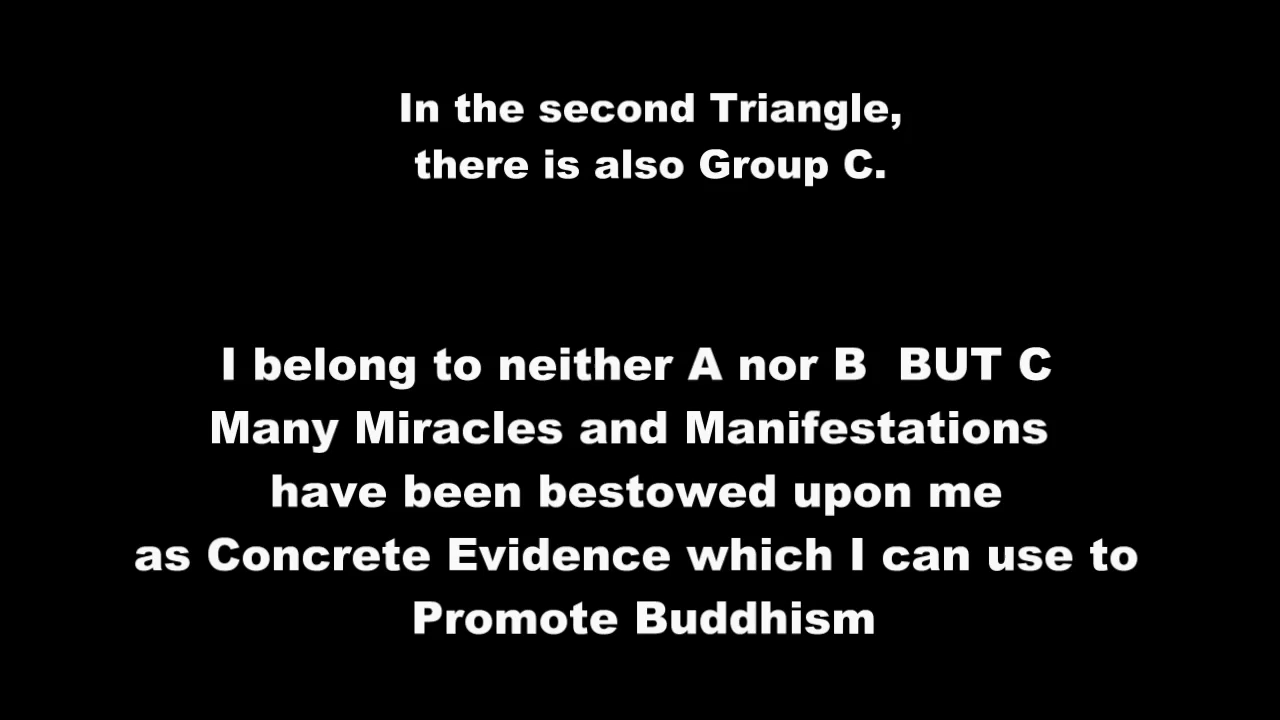 In the second Triangle,
there is also Group C.
I belong to neither A nor B  BUT C
Many Miracles and Manifestations
have been bestowed upon me
as Concrete Evidence which I can use to
Promote Buddhism